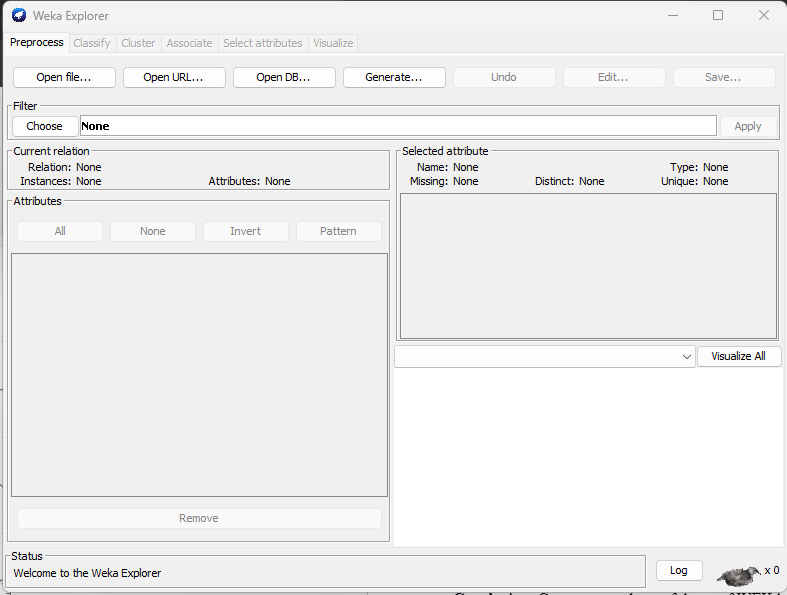 Weka Explorer
Preprocess Classify Cluster Associate Select attributes Visualize
Open file... Open URL... Open DB... Generate... Undo Edit... Save...
Filter
Choose None Apply
Current relation
Relation: None
Instances: None Attributes: None
Attributes
All None Invert Pattern
Remove
Selected attribute
Name: None Type: None
Missing: None Distinct: None Unique: None
Visualize All
Status
Welcome to the Weka Explorer
Log x 0